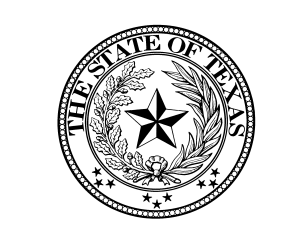 THE STATE OF TEXAS